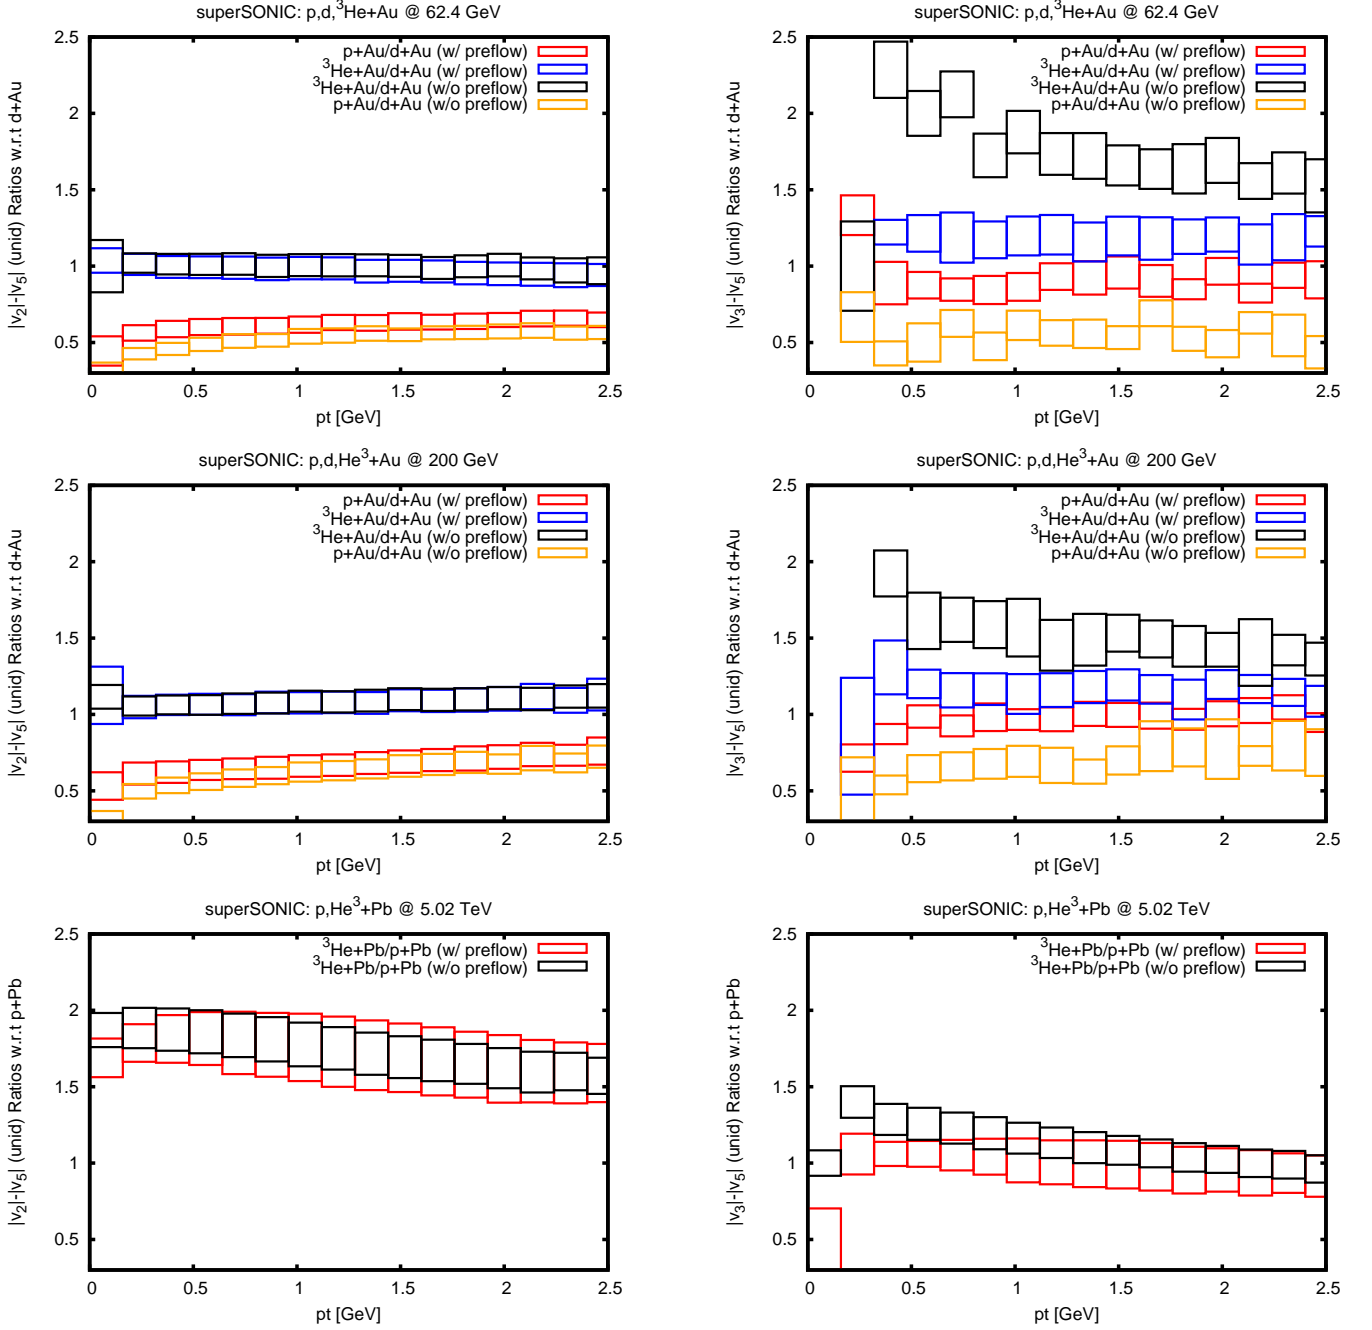 superSONIC: p,d,³He+Au @ 62.4 GeV
|v₂|-|v₅| (unid) Ratios w.r.t d+Au
2.5
2
1.5
1
0.5
p+Au/d+Au (w/ preflow)
³He+Au/d+Au (w/ preflow)
³He+Au/d+Au (w/o preflow)
p+Au/d+Au (w/o preflow)
0 0.5 1 1.5 2 2.5
pt [GeV]
superSONIC: p,d,³He+Au @ 62.4 GeV
|v₃|-|v₅| (unid) Ratios w.r.t d+Au
2.5
2
1.5
1
0.5
p+Au/d+Au (w/ preflow)
³He+Au/d+Au (w/ preflow)
³He+Au/d+Au (w/o preflow)
p+Au/d+Au (w/o preflow)
0 0.5 1 1.5 2 2.5
pt [GeV]
superSONIC: p,d,He³+Au @ 200 GeV
|v₂|-|v₅| (unid) Ratios w.r.t d+Au
2.5
2
1.5
1
0.5
p+Au/d+Au (w/ preflow)
³He+Au/d+Au (w/ preflow)
³He+Au/d+Au (w/o preflow)
p+Au/d+Au (w/o preflow)
0 0.5 1 1.5 2 2.5
pt [GeV]
superSONIC: p,d,He³+Au @ 200 GeV
|v₃|-|v₅| (unid) Ratios w.r.t d+Au
2.5
2
1.5
1
0.5
p+Au/d+Au (w/ preflow)
³He+Au/d+Au (w/ preflow)
³He+Au/d+Au (w/o preflow)
p+Au/d+Au (w/o preflow)
0 0.5 1 1.5 2 2.5
pt [GeV]
superSONIC: p,He³+Pb @ 5.02 TeV
|v₂|-|v₅| (unid) Ratios w.r.t p+Pb
2.5
2
1.5
1
0.5
³He+Pb/p+Pb (w/ preflow)
³He+Pb/p+Pb (w/o preflow)
0 0.5 1 1.5 2 2.5
pt [GeV]
superSONIC: p,He³+Pb @ 5.02 TeV
|v₃|-|v₅| (unid) Ratios w.r.t p+Pb
2.5
2
1.5
1
0.5
³He+Pb/p+Pb (w/ preflow)
³He+Pb/p+Pb (w/o preflow)
0 0.5 1 1.5 2 2.5
pt [GeV]